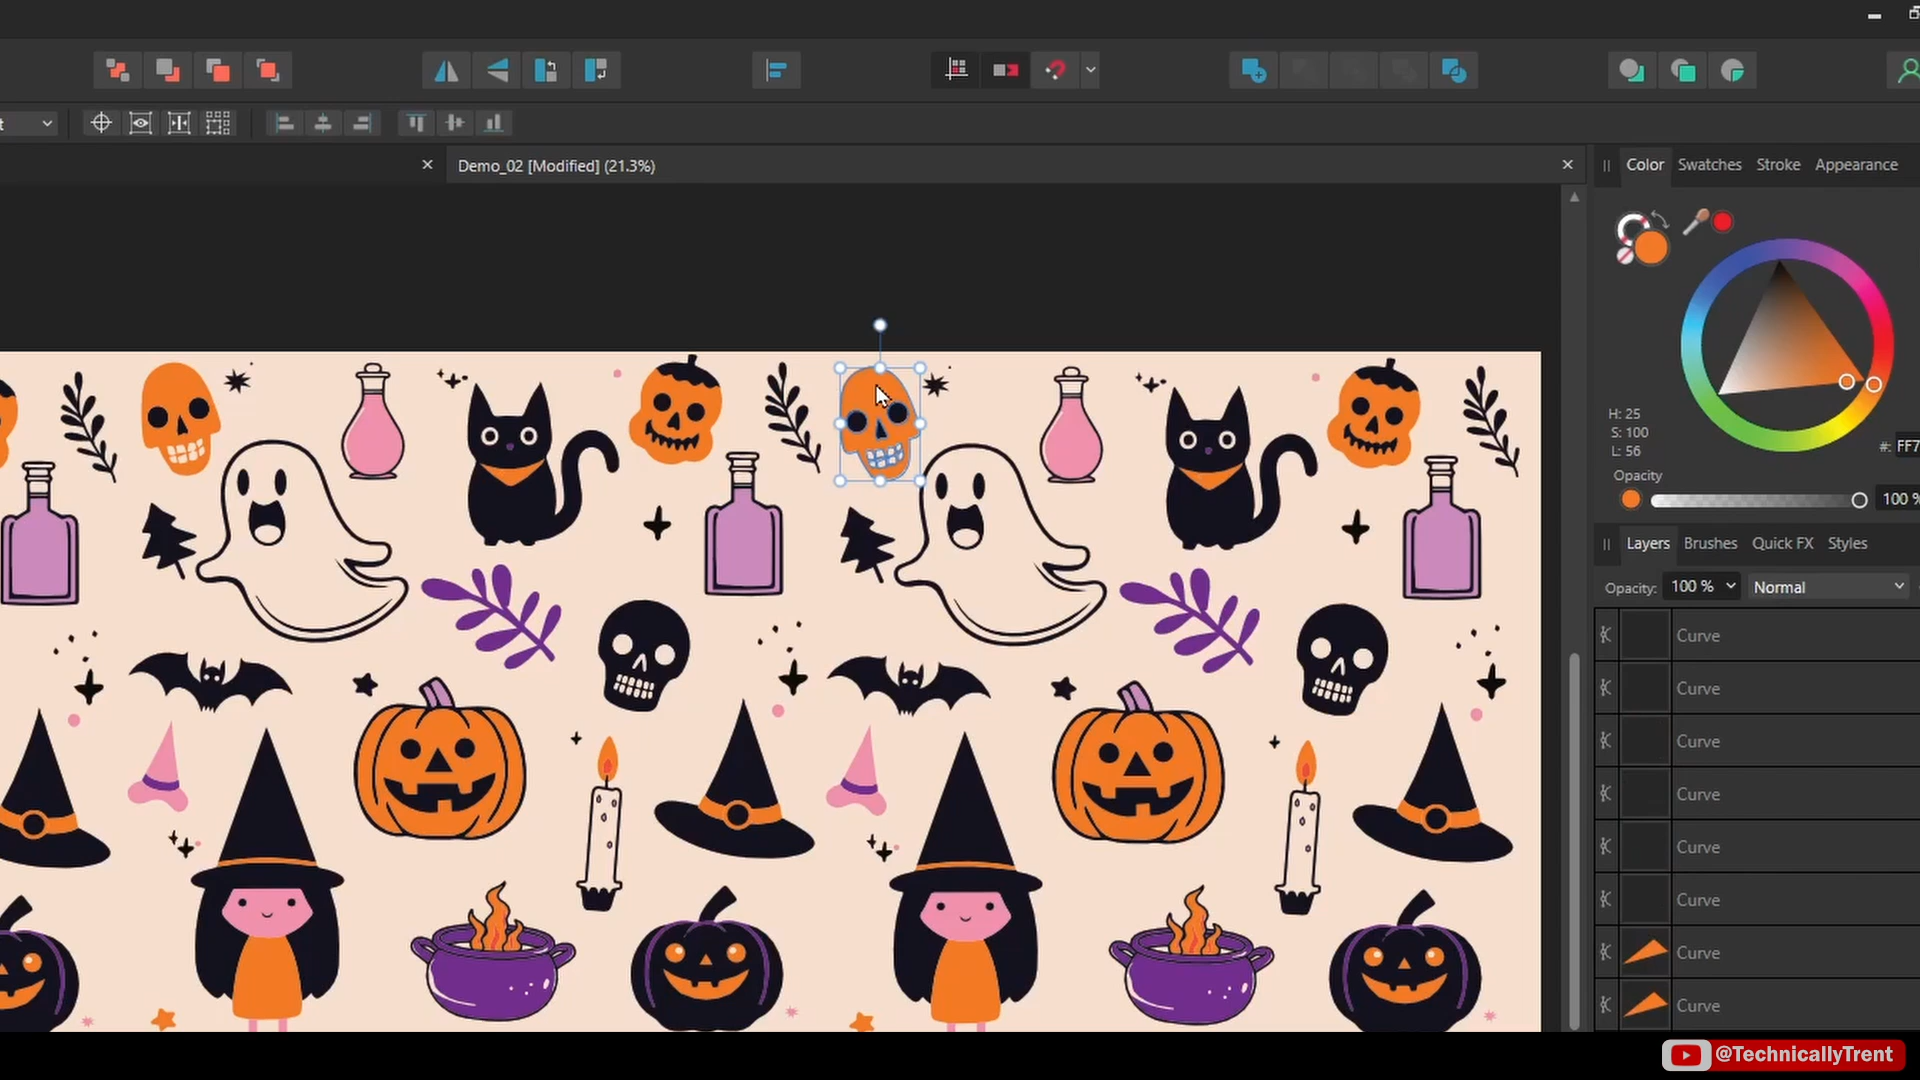 t
Demo_02 [Modified] (21.3%)
Color
Swatches
Stroke
Appearance
H: 25
S: 100
L: 56
#: FF7
Opacity
100 %
Layers
Brushes
Quick FX
Styles
Opacity:
100 %
Normal
Curve
Curve
Curve
Curve
Curve
Curve
Curve
Curve
@TechnicallyTrent